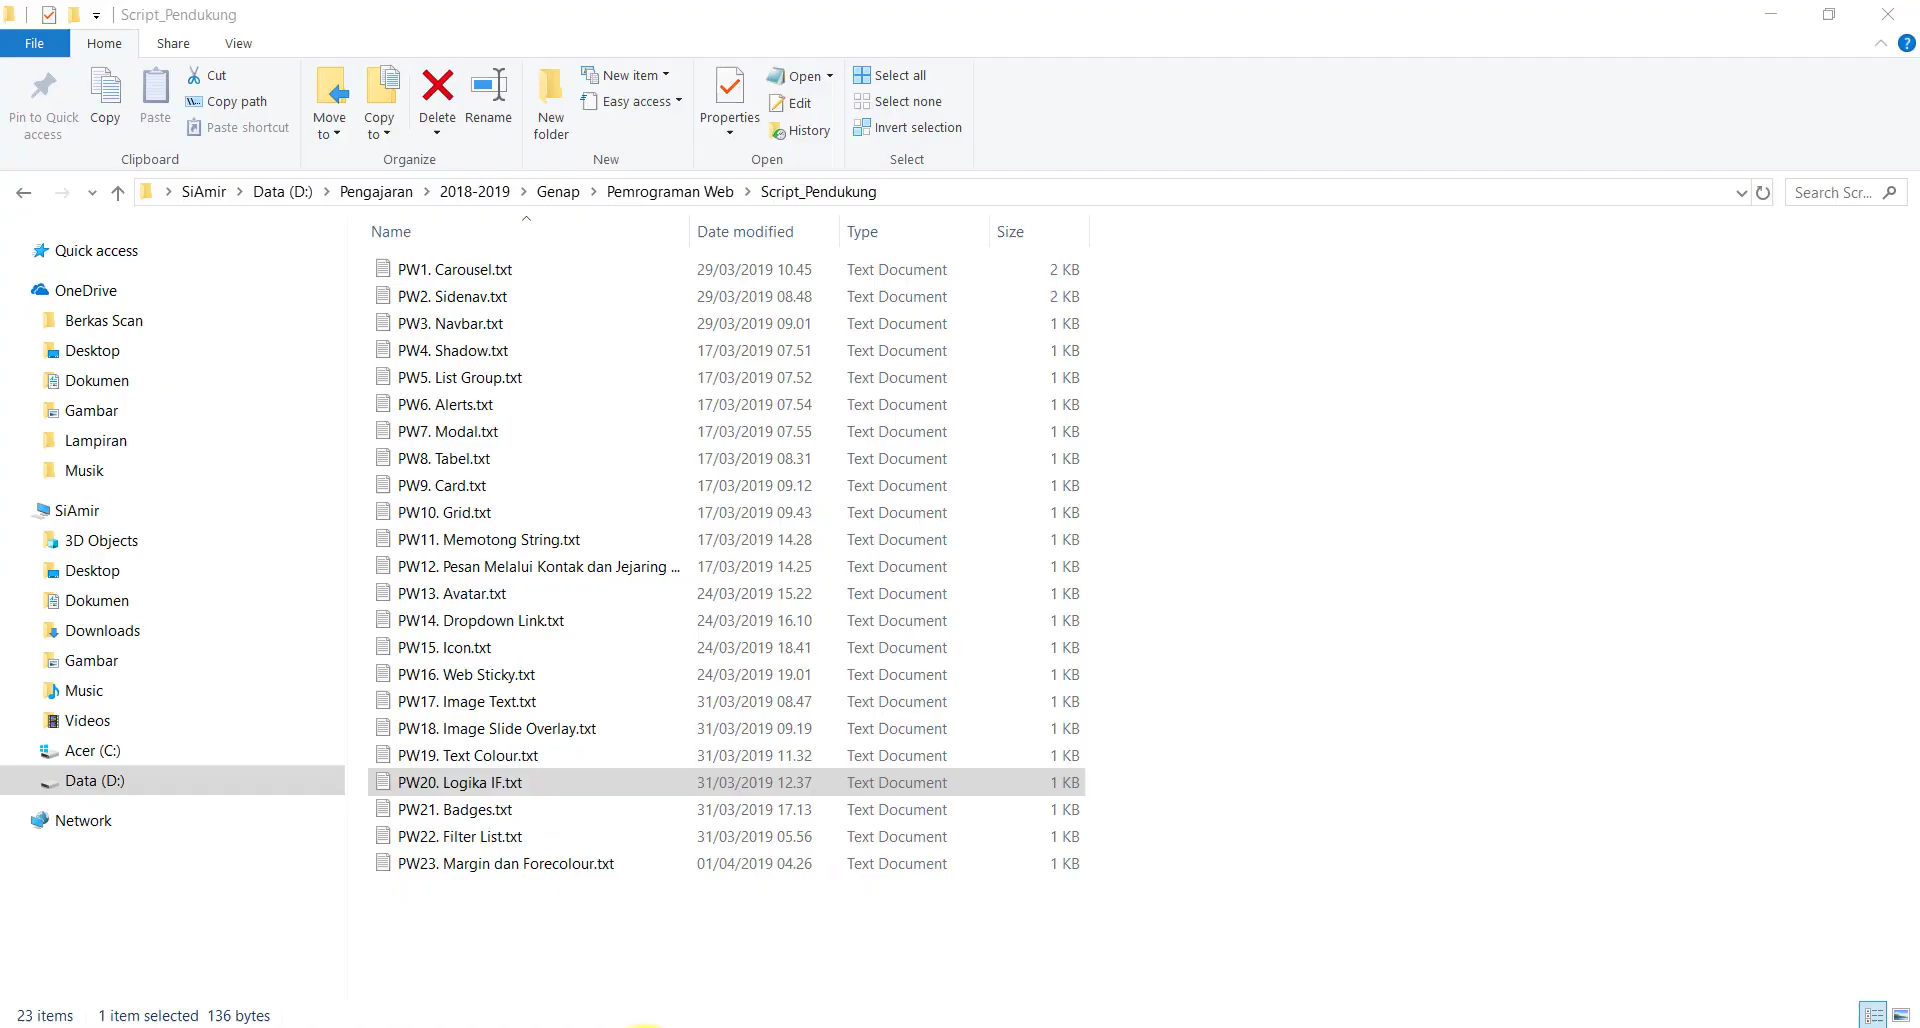 Script_Pendukung
File Home Share View
Pin to Quick access
Copy
Paste
Cut
Copy path
Paste shortcut
Clipboard
Move to
Copy to
Delete
Rename
Organize
New folder
New item
Easy access
New
Properties
Open
Edit
History
Open
Select all
Select none
Invert selection
Select
SiAmir > Data (D:) > Pengajaran > 2018-2019 > Genap > Pemrograman Web > Script_Pendukung
Search Scr...
Quick access
OneDrive
Berkas Scan
Desktop
Dokumen
Gambar
Lampiran
Musik
SiAmir
3D Objects
Desktop
Dokumen
Downloads
Gambar
Music
Videos
Acer (C:)
Data (D:)
Network
Name Date modified Type Size
PW1. Carousel.txt 29/03/2019 10.45 Text Document 2 KB
PW2. Sidenav.txt 29/03/2019 08.48 Text Document 2 KB
PW3. Navbar.txt 29/03/2019 09.01 Text Document 1 KB
PW4. Shadow.txt 17/03/2019 07.51 Text Document 1 KB
PW5. List Group.txt 17/03/2019 07.52 Text Document 1 KB
PW6. Alerts.txt 17/03/2019 07.54 Text Document 1 KB
PW7. Modal.txt 17/03/2019 07.55 Text Document 1 KB
PW8. Tabel.txt 17/03/2019 08.31 Text Document 1 KB
PW9. Card.txt 17/03/2019 09.12 Text Document 1 KB
PW10. Grid.txt 17/03/2019 09.43 Text Document 1 KB
PW11. Memotong String.txt 17/03/2019 14.28 Text Document 1 KB
PW12. Pesan Melalui Kontak dan Jejaring ... 17/03/2019 14.25 Text Document 1 KB
PW13. Avatar.txt 24/03/2019 15.22 Text Document 1 KB
PW14. Dropdown Link.txt 24/03/2019 16.10 Text Document 1 KB
PW15. Icon.txt 24/03/2019 18.41 Text Document 1 KB
PW16. Web Sticky.txt 24/03/2019 19.01 Text Document 1 KB
PW17. Image Text.txt 31/03/2019 08.47 Text Document 1 KB
PW18. Image Slide Overlay.txt 31/03/2019 09.19 Text Document 1 KB
PW19. Text Colour.txt 31/03/2019 11.32 Text Document 1 KB
PW20. Logika IF.txt 31/03/2019 12.37 Text Document 1 KB
PW21. Badges.txt 31/03/2019 17.13 Text Document 1 KB
PW22. Filter List.txt 31/03/2019 05.56 Text Document 1 KB
PW23. Margin dan Forecolour.txt 01/04/2019 04.26 Text Document 1 KB
23 items 1 item selected 136 bytes